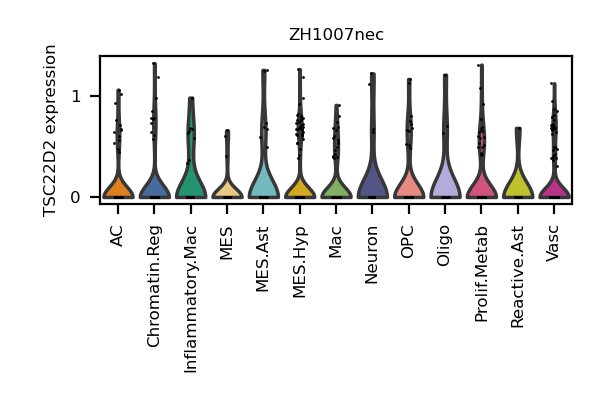 ZH1007nec
TSC22D2 expression
1
0
AC
Chromatin.Reg
Inflammatory.Mac
MES
MES.Ast
MES.Hyp
Mac
Neuron
OPC
Oligo
Prolif.Metab
Reactive.Ast
Vasc